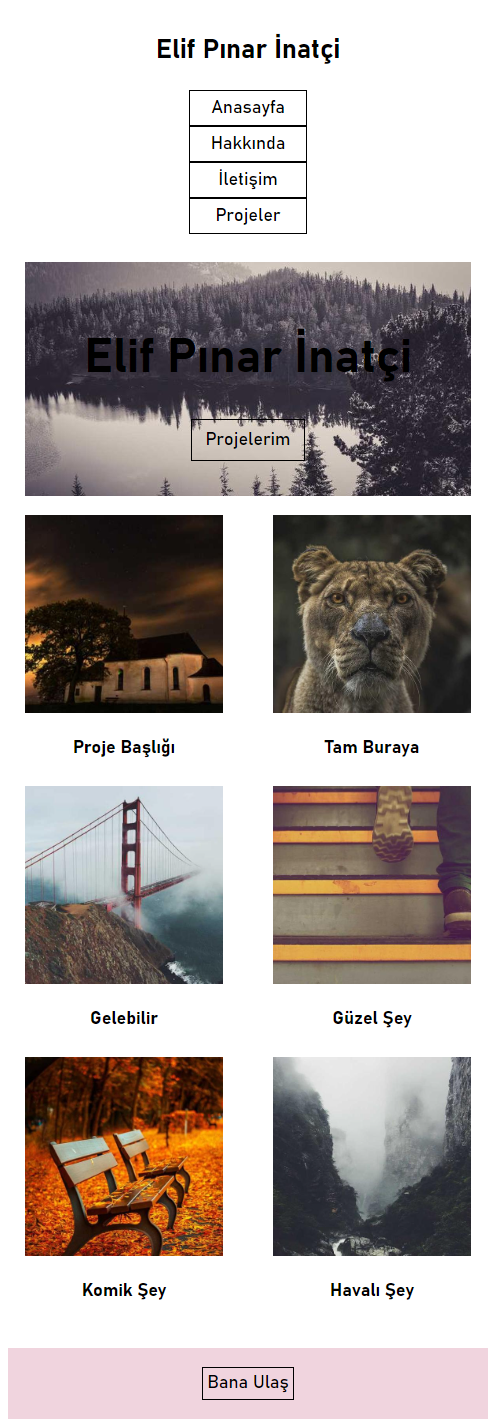 Elif Pınar İnatçi
Anasayfa
Hakkında
İletişim
Projeler
Elif Pınar İnatçi
Projelerim
Proje Başlığı
Tam Buraya
Gelebilir
Güzel Şey
Komik Şey
Havalı Şey
Bana Ulaş